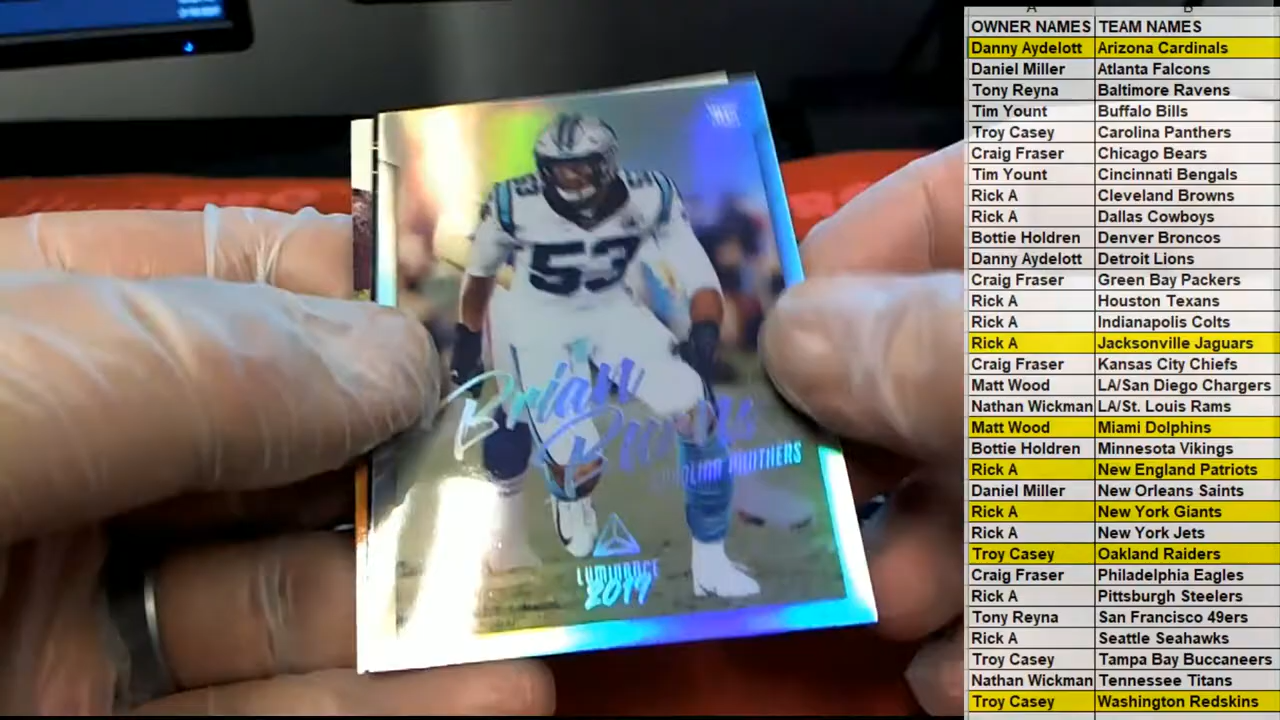 A B
OWNER NAMES TEAM NAMES
Danny Aydelott Arizona Cardinals
Daniel Miller Atlanta Falcons
Tony Reyna Baltimore Ravens
Tim Yount Buffalo Bills
Troy Casey Carolina Panthers
Craig Fraser Chicago Bears
Tim Yount Cincinnati Bengals
Rick A Cleveland Browns
Rick A Dallas Cowboys
Bottie Holdren Denver Broncos
Danny Aydelott Detroit Lions
Craig Fraser Green Bay Packers
Rick A Houston Texans
Rick A Indianapolis Colts
Rick A Jacksonville Jaguars
Craig Fraser Kansas City Chiefs
Matt Wood LA/San Diego Chargers
Nathan Wickman LA/St. Louis Rams
Matt Wood Miami Dolphins
Bottie Holdren Minnesota Vikings
Rick A New England Patriots
Daniel Miller New Orleans Saints
Rick A New York Giants
Rick A New York Jets
Troy Casey Oakland Raiders
Craig Fraser Philadelphia Eagles
Rick A Pittsburgh Steelers
Tony Reyna San Francisco 49ers
Rick A Seattle Seahawks
Troy Casey Tampa Bay Buccaneers
Nathan Wickman Tennessee Titans
Troy Casey Washington Redskins
53
53
Brian
Burns
CAROLINA PANTHERS
LUMINANCE
2019